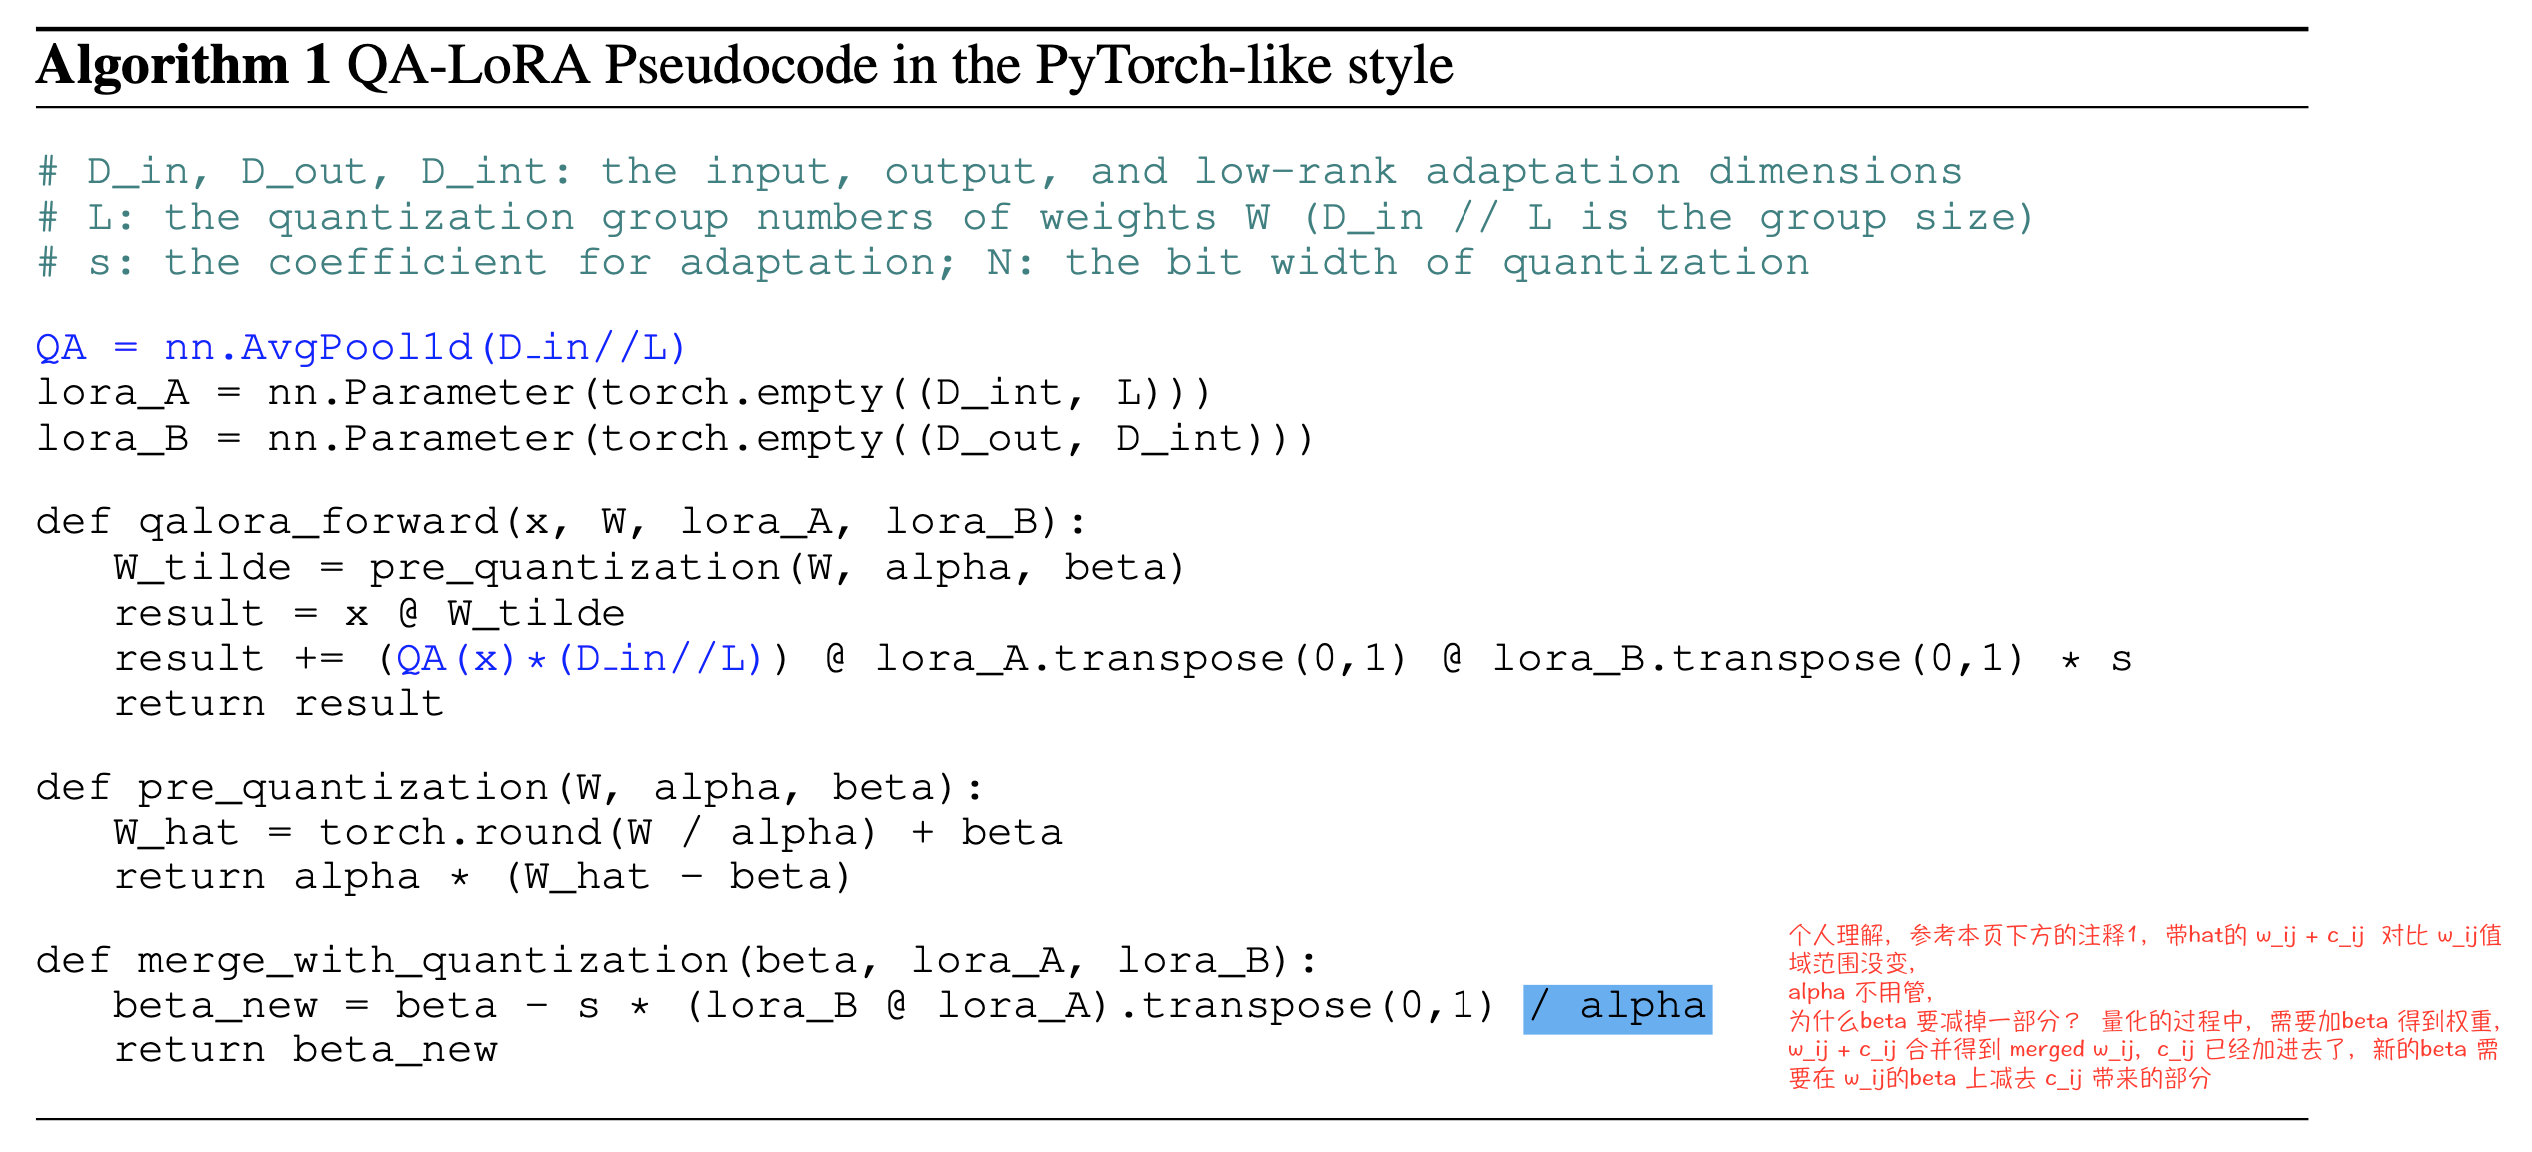 Algorithm 1 QA-LoRA Pseudocode in the PyTorch-like style
# D_in, D_out, D_int: the input, output, and low-rank adaptation dimensions
# L: the quantization group numbers of weights W (D_in // L is the group size)
# s: the coefficient for adaptation; N: the bit width of quantization
QA = nn.AvgPool1d(D_in//L)
lora_A = nn.Parameter(torch.empty((D_int, L)))
lora_B = nn.Parameter(torch.empty((D_out, D_int)))
def qalora_forward(x, W, lora_A, lora_B):
W_tilde = pre_quantization(W, alpha, beta)
result = x @ W_tilde
result += (QA(x)*(D_in//L)) @ lora_A.transpose(0,1) @ lora_B.transpose(0,1) * s
return result
def pre_quantization(W, alpha, beta):
W_hat = torch.round(W / alpha) + beta
return alpha * (W_hat - beta)
def merge_with_quantization(beta, lora_A, lora_B):
beta_new = beta - s * (lora_B @ lora_A).transpose(0,1) / alpha
return beta_new
个人理解，参考本页下方的注释1，带hat的 w_ij + c_ij 对比 w_ij值
域范围没变，
alpha 不用管，
为什么beta 要减掉一部分？ 量化的过程中，需要加beta 得到权重，
w_ij + c_ij 合并得到 merged w_ij，c_ij 已经加进去了，新的beta 需
要在 w_ij的beta 上减去 c_ij 带来的部分